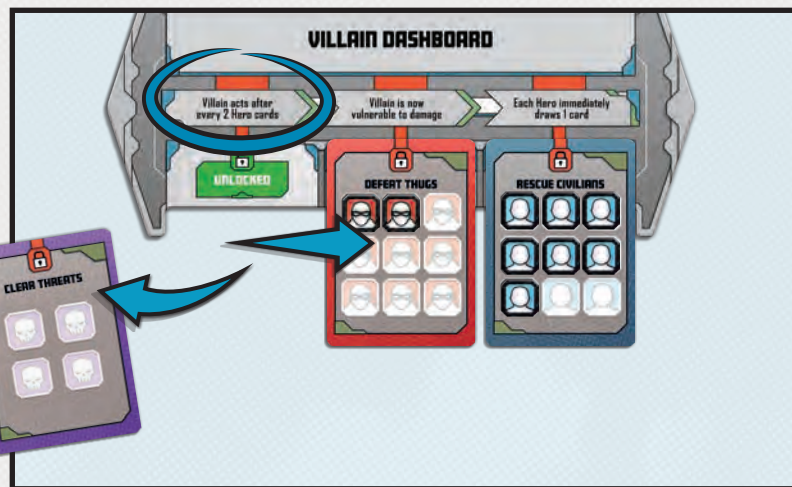 VILLAIN DASHBOARD
Villain acts after
every 2 Hero cards
Villain is now
vulnerable to damage
Each Hero immediately
draws 1 card
UNLOCKED
DEFEAT THUGS
RESCUE CIVILIANS
CLEAR THREATS